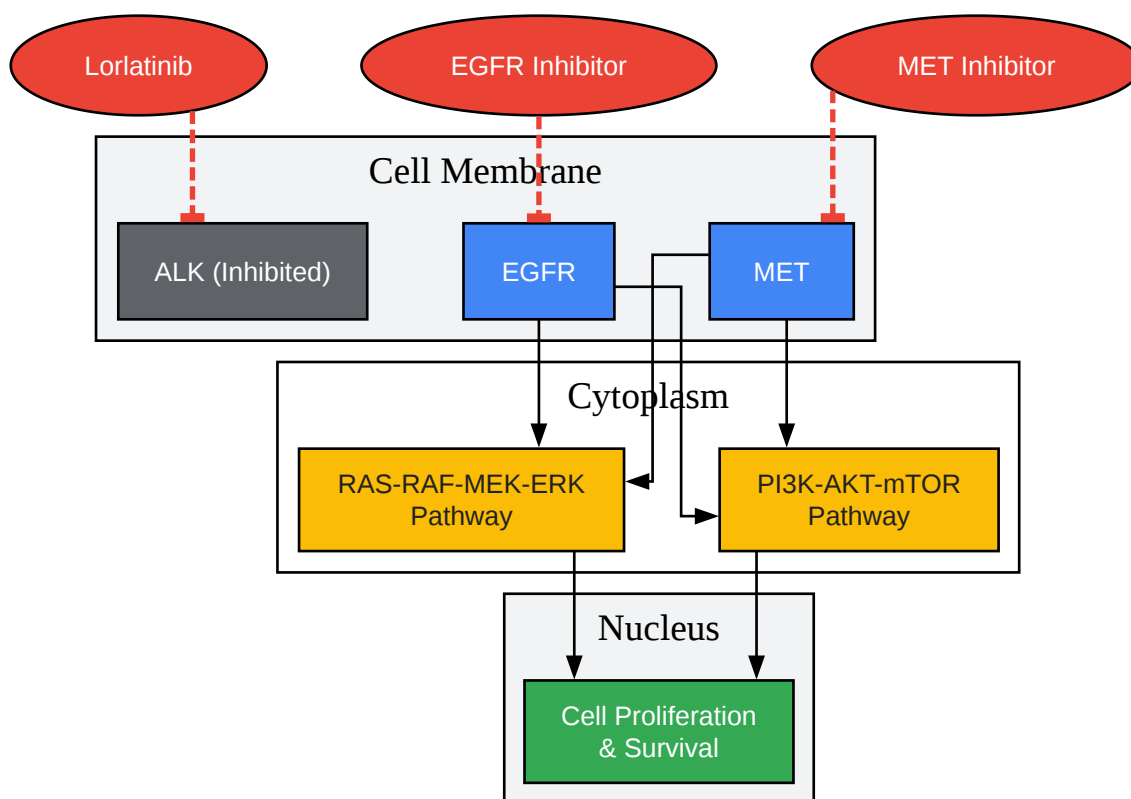 Lorlatinib
EGFR Inhibitor
MET Inhibitor
Cell Membrane
ALK (Inhibited)
EGFR
MET
Cytoplasm
RAS-RAF-MEK-ERK
Pathway
PI3K-AKT-mTOR
Pathway
Nucleus
Cell Proliferation
& Survival